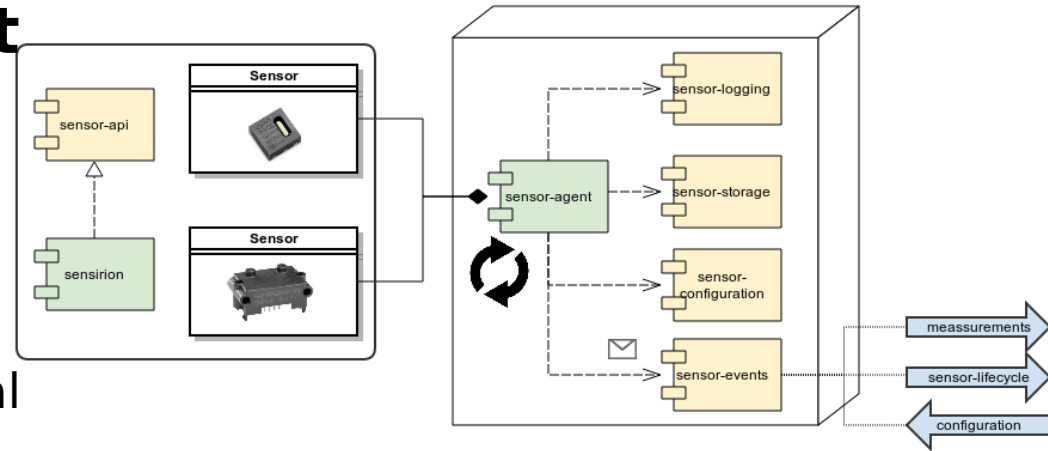 t
Sensor
sensor-api
sensirion
Sensor
al
sensor-agent
sensor-logging
sensor-storage
sensor-
configuration
sensor-events
meassurements
sensor-lifecycle
configuration